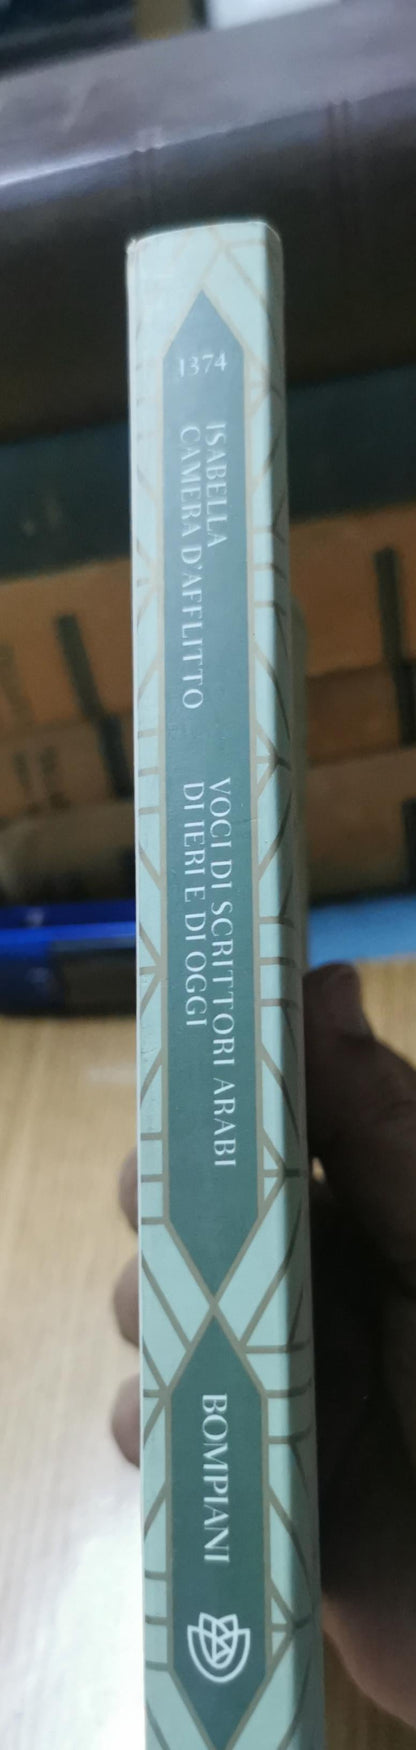 1374
ISABELLA
CAMERA D'AFFLITTO
VOCI DI SCRITTORI ARABI
DI IERI E DI OGGI
BOMPIANI